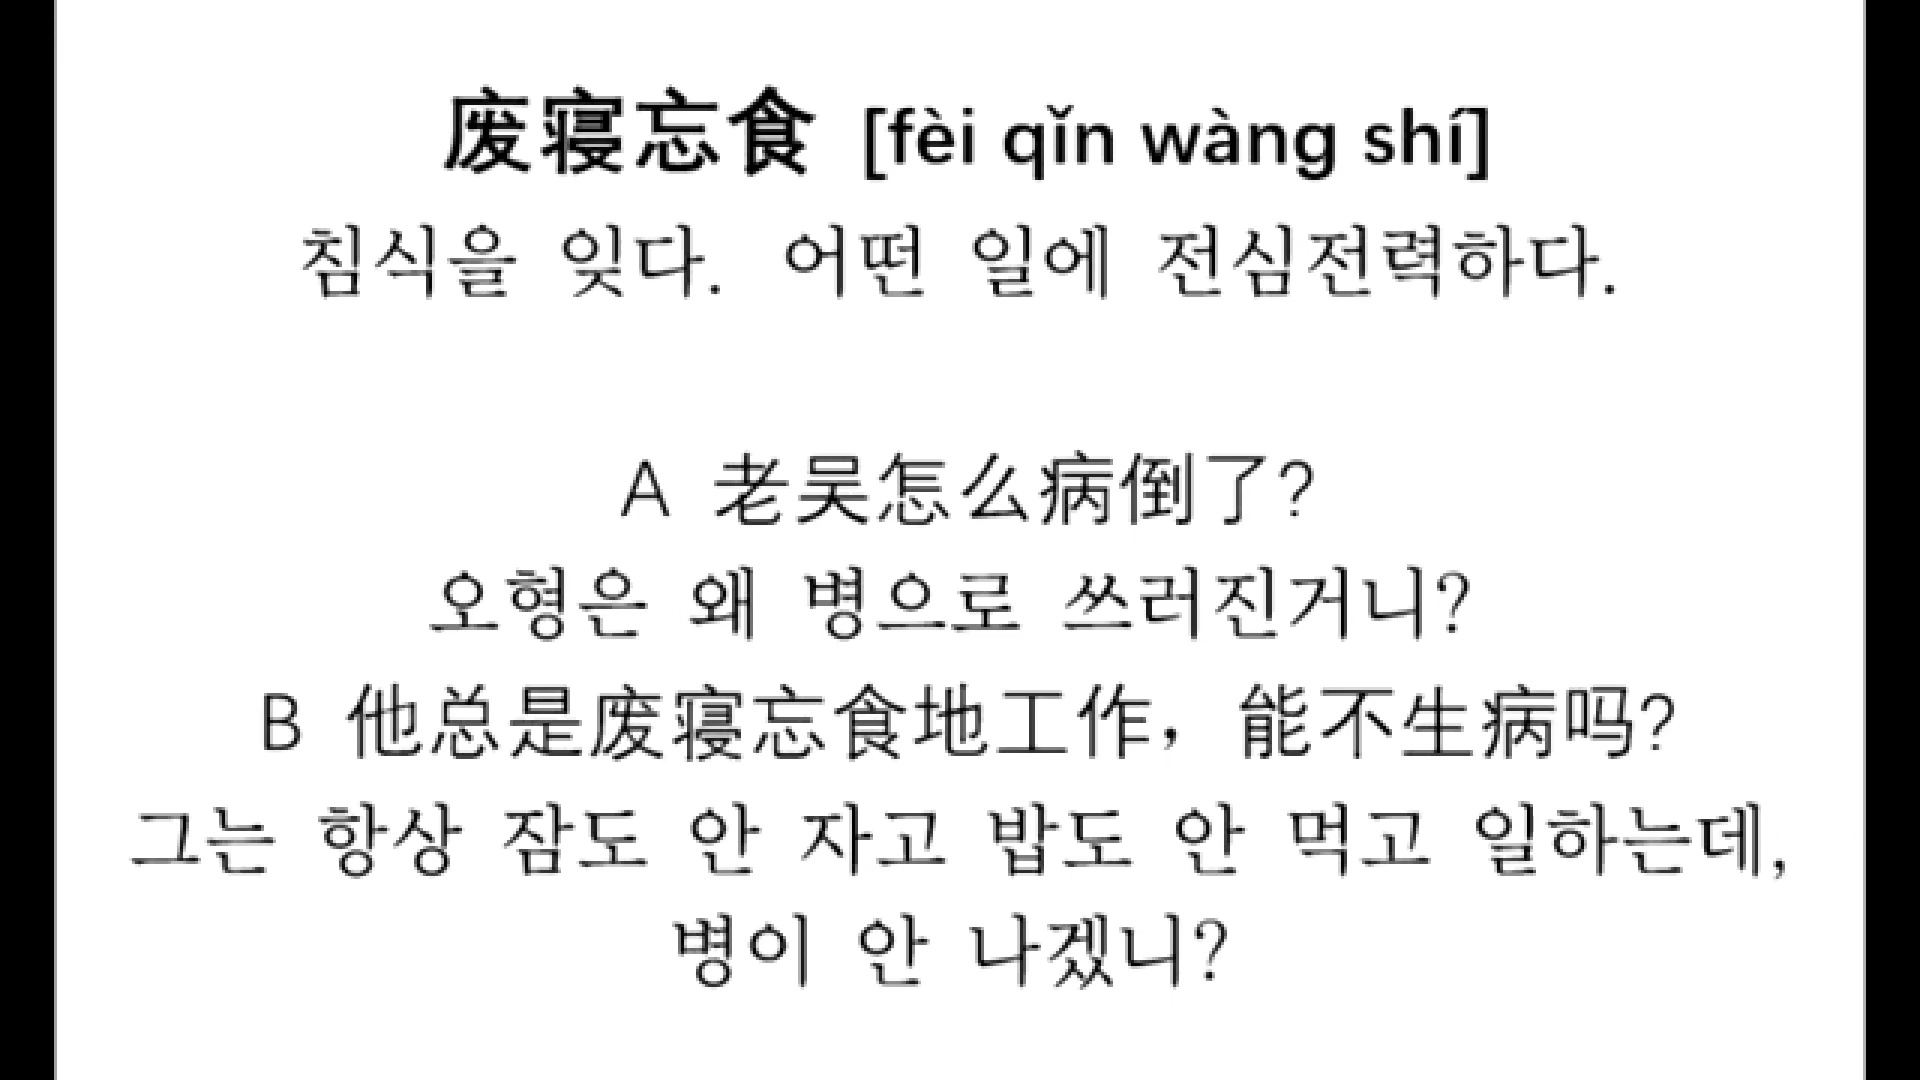 废寝忘食 [fèi qǐn wàng shí]
침식을 잊다. 어떤 일에 전심전력하다.
A 老吴怎么病倒了?
오형은 왜 병으로 쓰러진거니?
B 他总是废寝忘食地工作，能不生病吗?
그는 항상 잠도 안 자고 밥도 안 먹고 일하는데,
병이 안 나겠니?